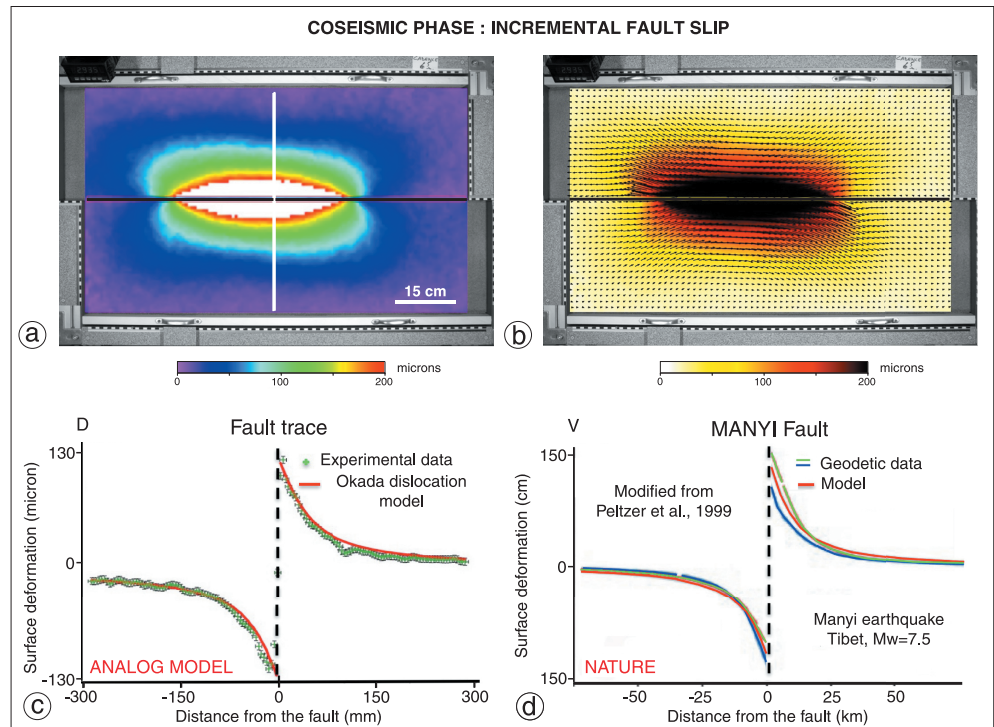 COSEISMIC PHASE : INCREMENTAL FAULT SLIP
15 cm
a
b
0 100 200 microns
0 100 200 microns
D
Fault trace
Experimental data
Okada dislocation
model
130
0
-130
Surface deformation (micron)
ANALOG MODEL
-300 -150 0 150 300
Distance from the fault (mm)
c
V
MANYI Fault
Geodetic data
Model
Modified from
Peltzer et al., 1999
150
0
150
Surface deformation (cm)
Manyi earthquake
Tibet, Mw=7.5
NATURE
-50 -25 0 25 50
Distance from the fault (km)
d